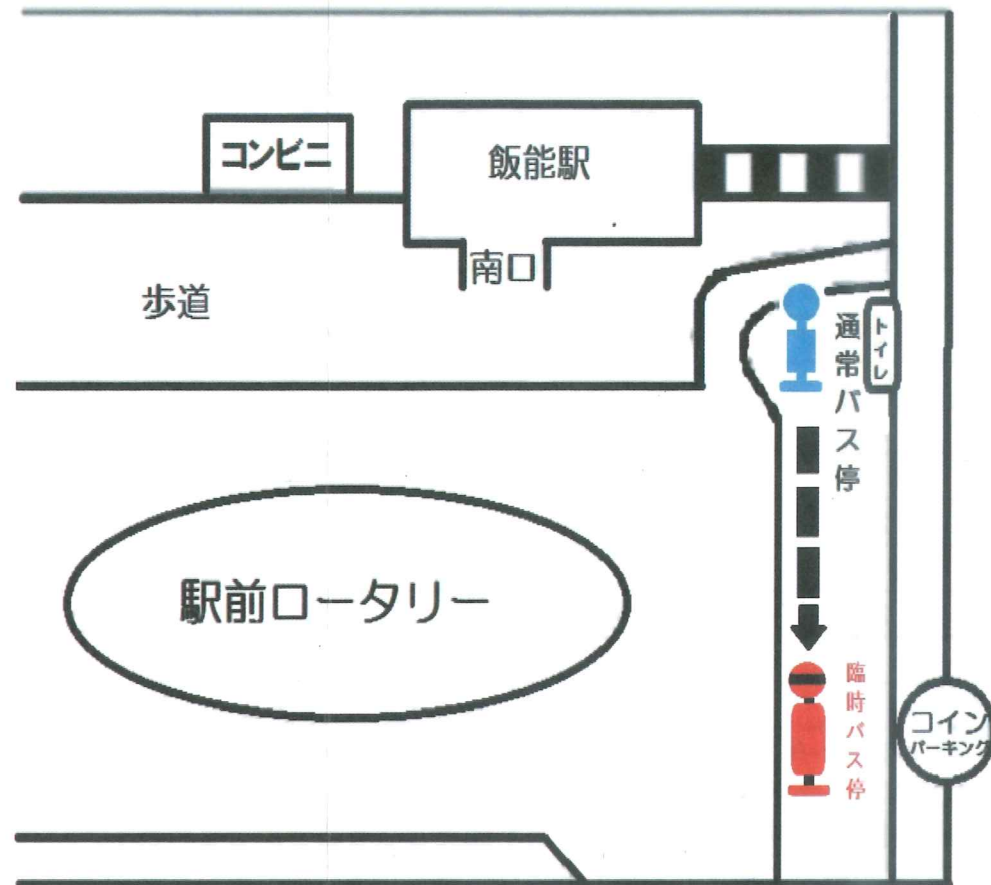 コンビニ
飯能駅
南口
歩道
通常バス停
トイレ
駅前ロータリー
臨時バス停
コイン
パーキング